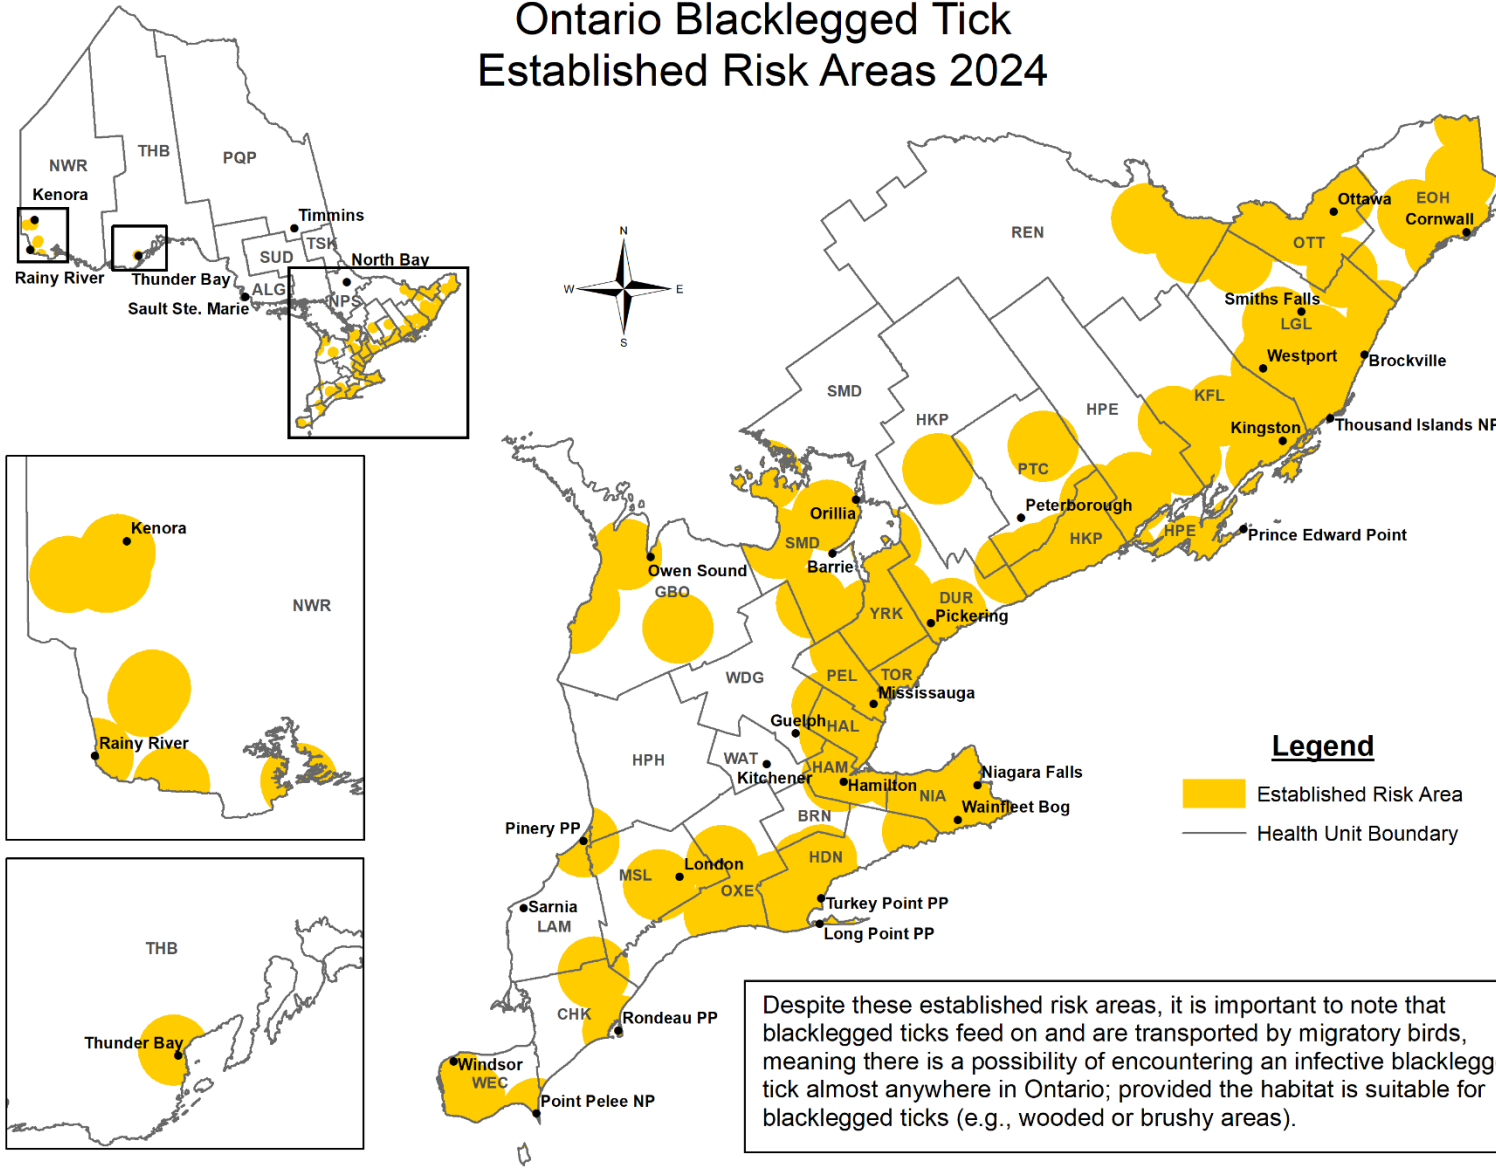 Ontario Blacklegged Tick
Established Risk Areas 2024
NWR
THB
PQP
Kenora
Timmins
TSK
SUD
North Bay
Rainy River
Thunder Bay
ALG
NPS
Sault Ste. Marie
N
W
E
S
REN
Ottawa
EOH
Cornwall
OTT
Smiths Falls
LGL
Westport
Brockville
SMD
HKP
HPE
KFL
Kingston
Thousand Islands NP
PTC
Peterborough
HKP
HPE
Prince Edward Point
Orillia
SMD
Barrie
Owen Sound
GBO
YRK
DUR
Pickering
WDG
PEL
TOR
Mississauga
Guelph
HAL
HPH
WAT
Kitchener
HAM
Hamilton
Niagara Falls
NIA
Wainfleet Bog
BRN
Pinery PP
HDN
MSL
London
OXE
Turkey Point PP
Long Point PP
Sarnia
LAM
CHK
Rondeau PP
Windsor
WEC
Point Pelee NP
Kenora
NWR
Rainy River
THB
Thunder Bay
Legend
Established Risk Area
Health Unit Boundary
Despite these established risk areas, it is important to note that
blacklegged ticks feed on and are transported by migratory birds,
meaning there is a possibility of encountering an infective blacklegg
tick almost anywhere in Ontario; provided the habitat is suitable for
blacklegged ticks (e.g., wooded or brushy areas).